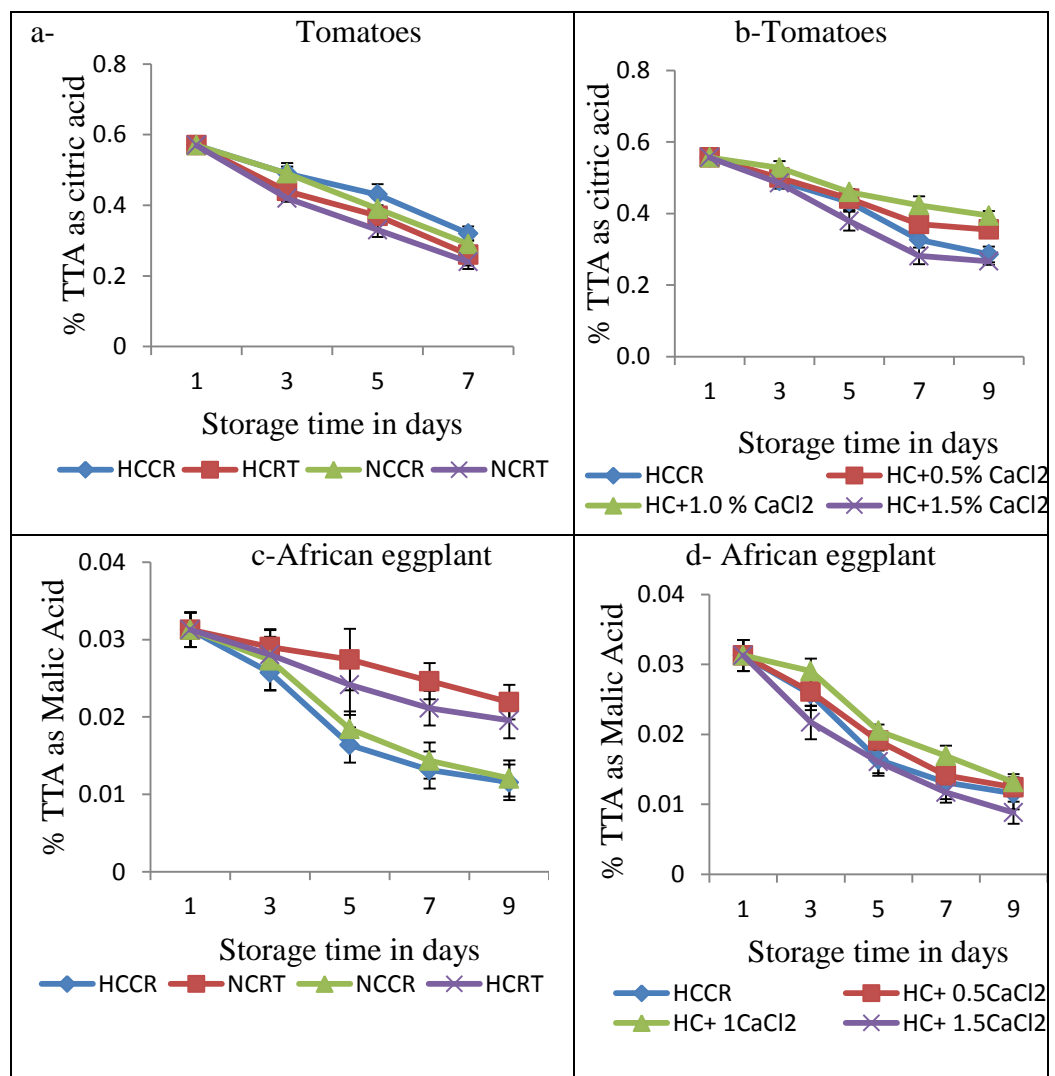 a- Tomatoes
% TTA as citric acid
0.8
0.6
0.4
0.2
0
1 3 5 7
Storage time in days
HCCR HCRT NCCR NCRT
b-Tomatoes
% TTA as citric acid
0.8
0.6
0.4
0.2
0.0
1 3 5 7 9
Storage time in days
HCCR HC+0.5% CaCl2
HC+1.0 % CaCl2 HC+1.5% CaCl2
c-African eggplant
% TTA as Malic Acid
0.04
0.03
0.02
0.01
0
1 3 5 7 9
Storage time in days
HCCR NCRT NCCR HCRT
d- African eggplant
% TTA as Malic Acid
0.04
0.03
0.02
0.01
0
1 3 5 7 9
Storage time in days
HCCR HC+ 0.5CaCl2
HC+ 1CaCl2 HC+ 1.5CaCl2